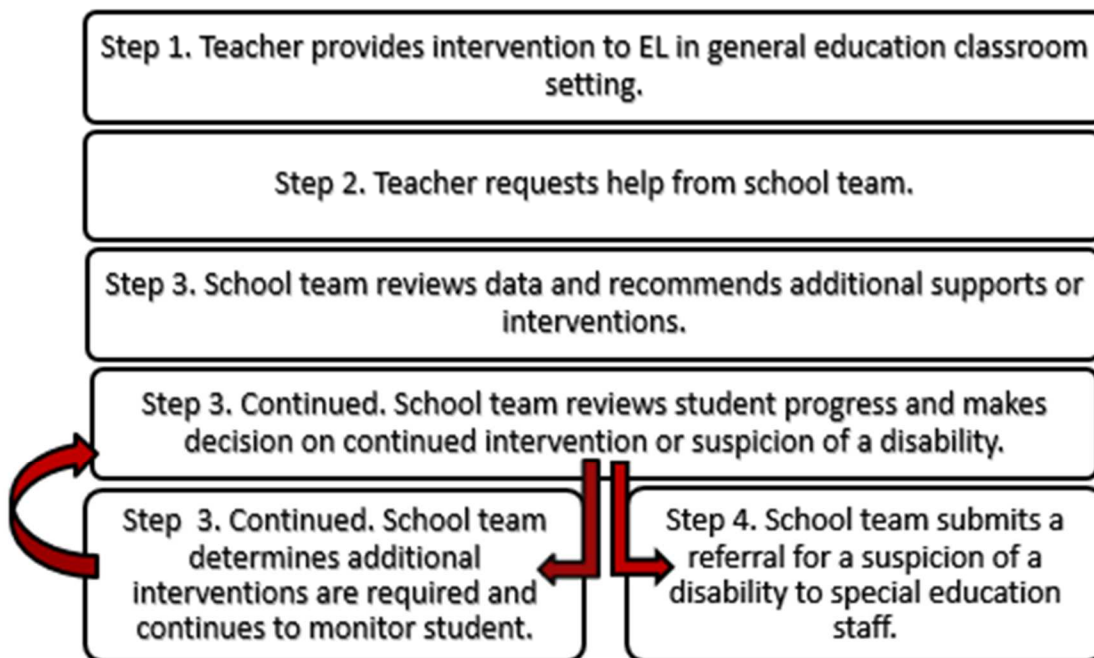 Step 1. Teacher provides intervention to EL in general education classroom
setting.
Step 2. Teacher requests help from school team.
Step 3. School team reviews data and recommends additional supports or
interventions.
Step 3. Continued. School team reviews student progress and makes
decision on continued intervention or suspicion of a disability.
Step 3. Continued. School team
determines additional
interventions are required and
continues to monitor student.
Step 4. School team submits a
referral for a suspicion of a
disability to special education
staff.